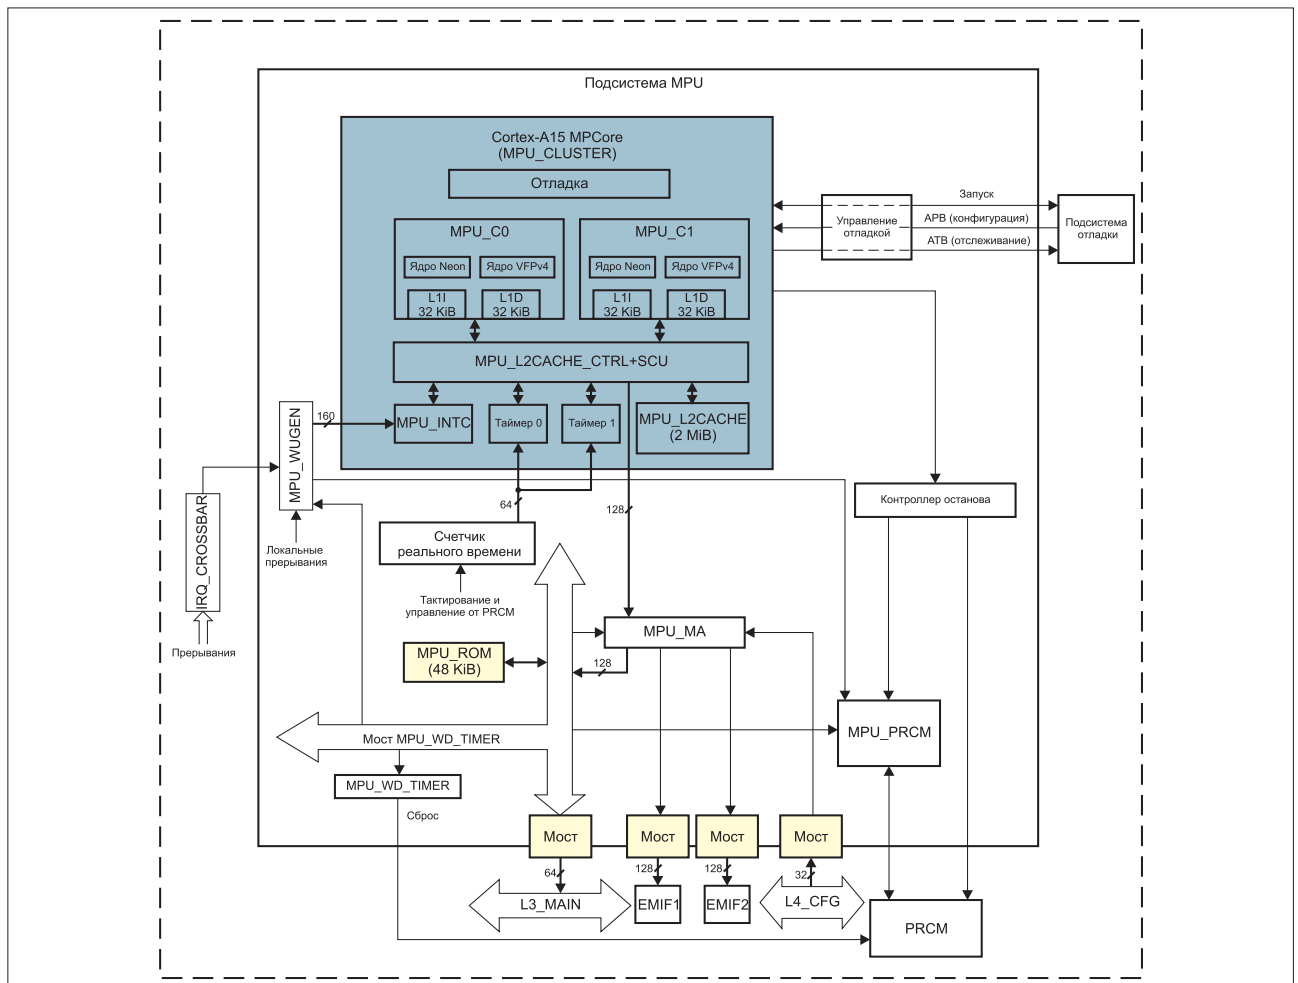 Подсистема MPU
Cortex-A15 MPCore
(MPU_CLUSTER)
Отладка
MPU_C0
Ядро Neon
Ядро VFPv4
L1I
32 KiB
L1D
32 KiB
MPU_C1
Ядро Neon
Ядро VFPv4
L1I
32 KiB
L1D
32 KiB
MPU_L2CACHE_CTRL+SCU
MPU_INTC
Таймер 0
Таймер 1
MPU_L2CACHE
(2 MiB)
Управление
отладкой
Запуск
APB (конфигурация)
ATB (отслеживание)
Подсистема
отладки
160
MPU_WUGEN
IRQ_CROSSBAR
Локальные
прерывания
Прерывания
64
128
Счетчик
реального времени
Тактирование и
управление от PRCM
Контроллер останова
MPU_MA
MPU_ROM
(48 KiB)
128
MPU_PRCM
Мост MPU_WD_TIMER
MPU_WD_TIMER
Сброс
Мост
Мост
Мост
Мост
64
128
128
32
L3_MAIN
EMIF1
EMIF2
L4_CFG
PRCM